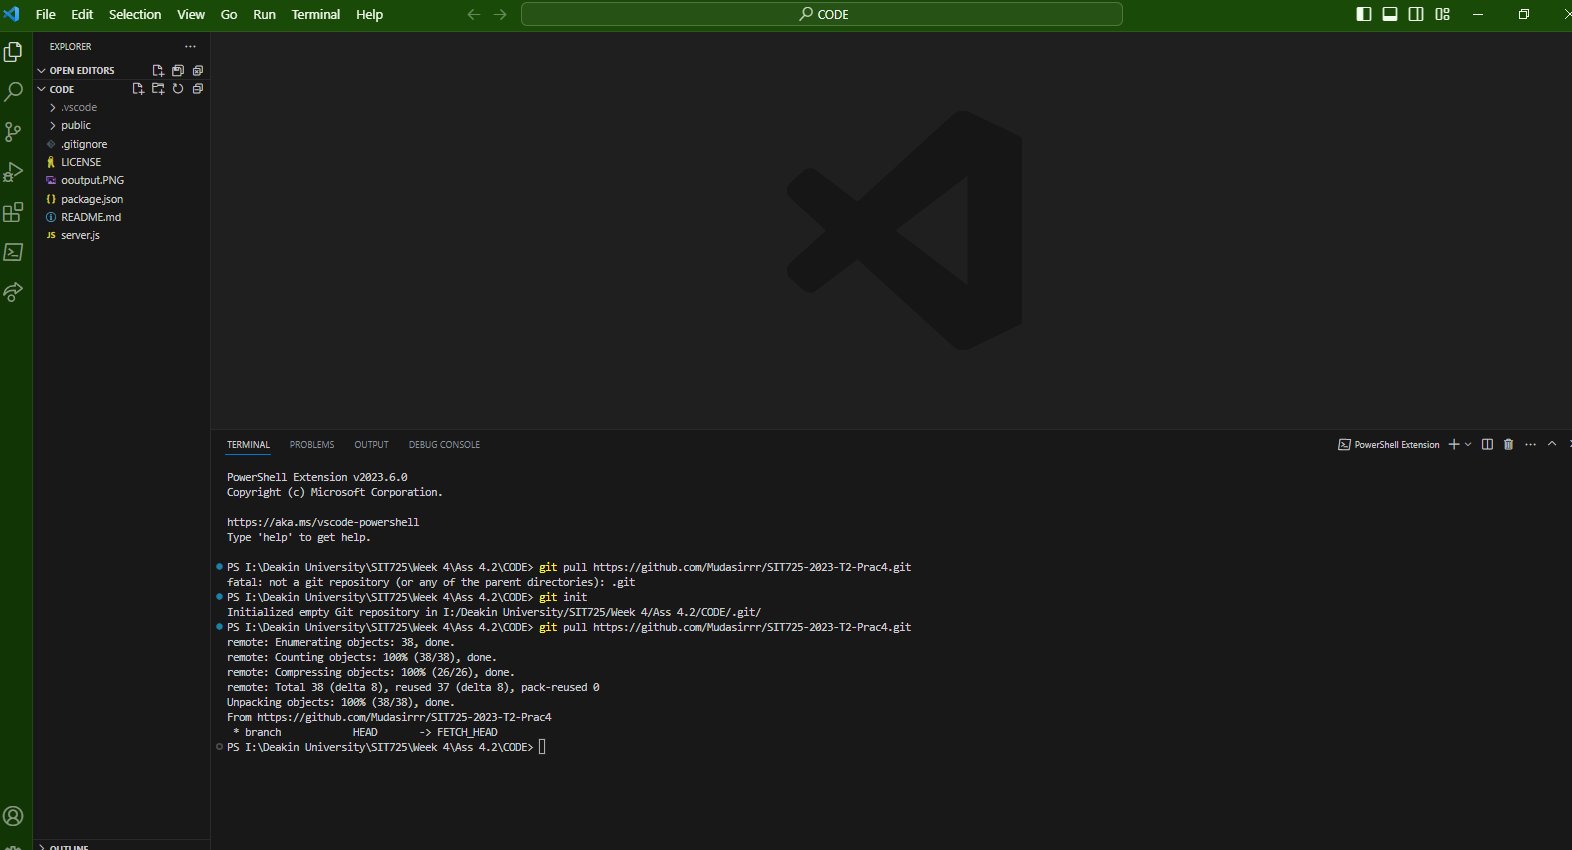 File Edit Selection View Go Run Terminal Help
CODE
EXPLORER
OPEN EDITORS
CODE
.vscode
public
.gitignore
LICENSE
ooutput.PNG
package.json
README.md
JS server.js
TERMINAL PROBLEMS OUTPUT DEBUG CONSOLE
PowerShell Extension
PowerShell Extension v2023.6.0
Copyright (c) Microsoft Corporation.
https://aka.ms/vscode-powershell
Type 'help' to get help.
PS I:\Deakin University\SIT725\Week 4\Ass 4.2\CODE> git pull https://github.com/Mudasirrr/SIT725-2023-T2-Prac4.git
fatal: not a git repository (or any of the parent directories): .git
PS I:\Deakin University\SIT725\Week 4\Ass 4.2\CODE> git init
Initialized empty Git repository in I:/Deakin University/SIT725/Week 4/Ass 4.2/CODE/.git/
PS I:\Deakin University\SIT725\Week 4\Ass 4.2\CODE> git pull https://github.com/Mudasirrr/SIT725-2023-T2-Prac4.git
remote: Enumerating objects: 38, done.
remote: Counting objects: 100% (38/38), done.
remote: Compressing objects: 100% (26/26), done.
remote: Total 38 (delta 8), reused 37 (delta 8), pack-reused 0
Unpacking objects: 100% (38/38), done.
From https://github.com/Mudasirrr/SIT725-2023-T2-Prac4
* branch HEAD -> FETCH_HEAD
PS I:\Deakin University\SIT725\Week 4\Ass 4.2\CODE>
OUTLINE